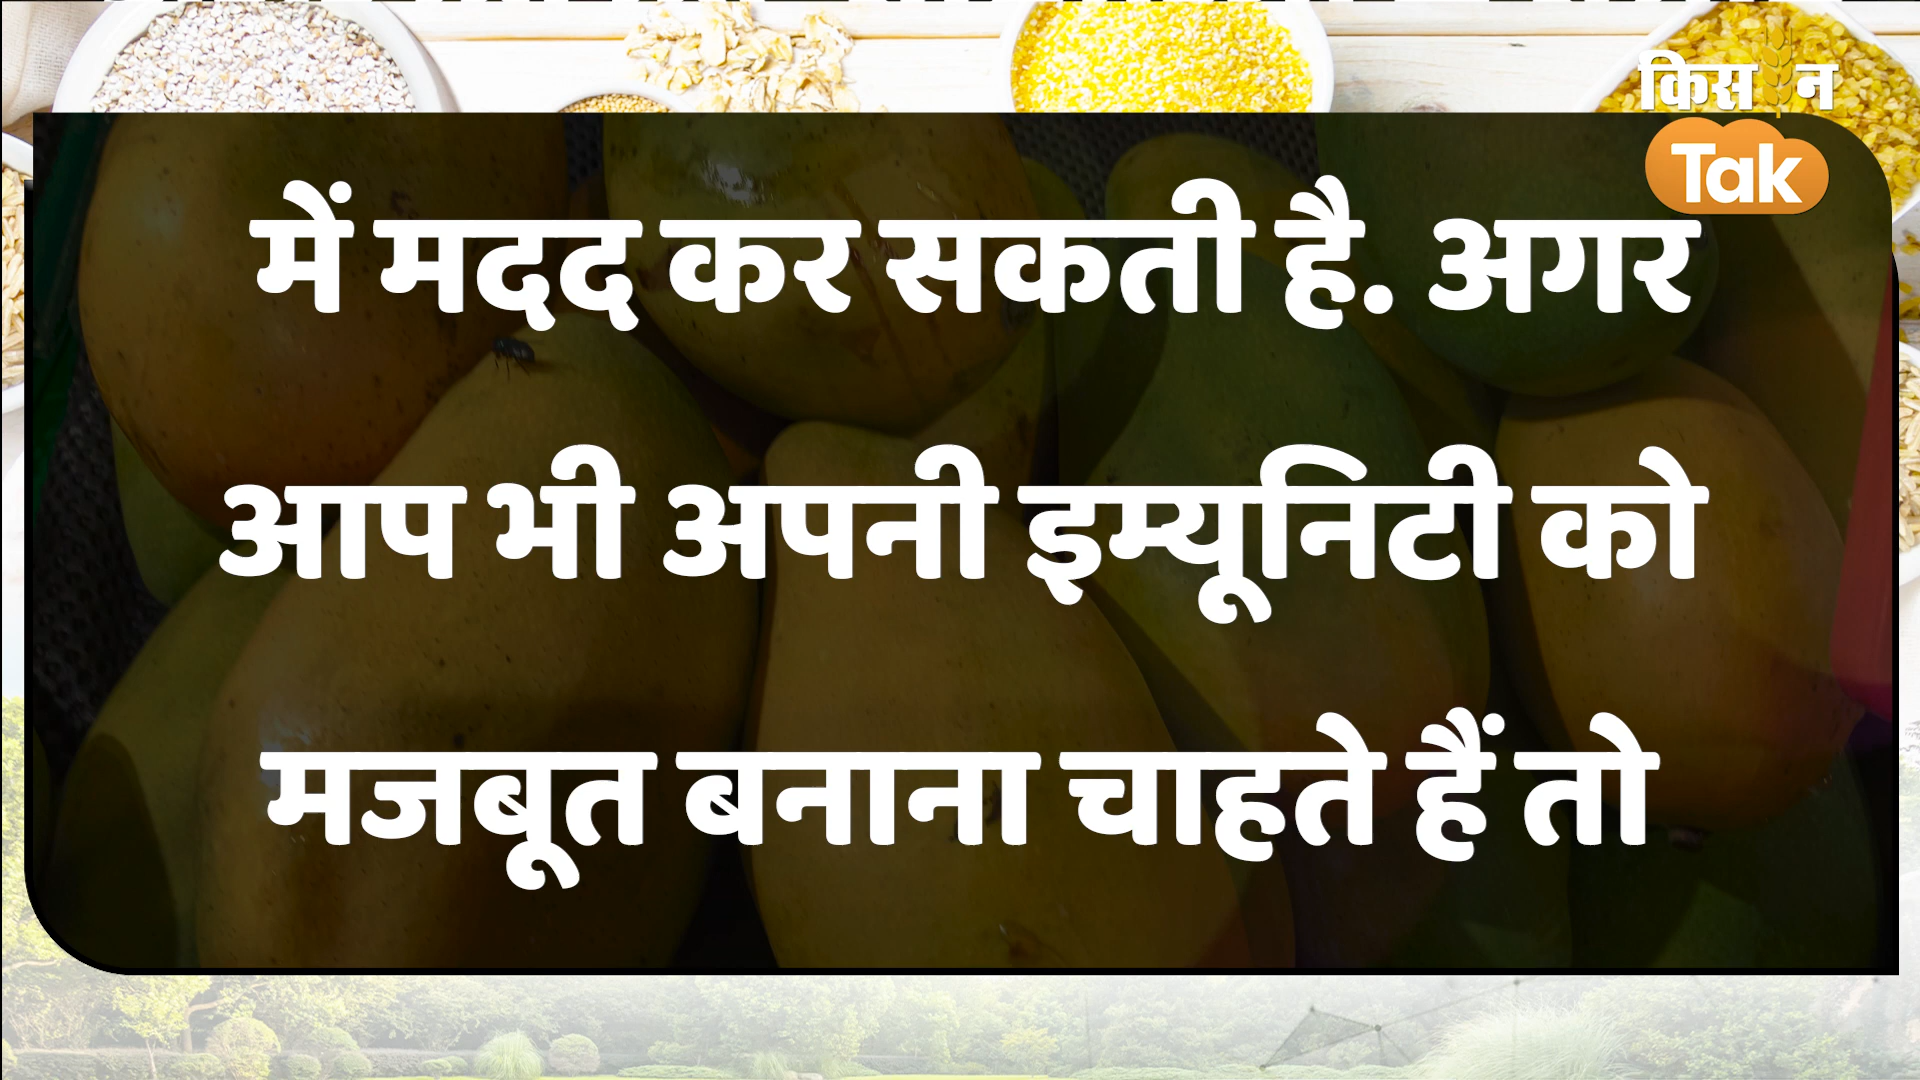 किसान
Tak
में मदद कर सकती है. अगर
आप भी अपनी इम्यूनिटी को
मजबूत बनाना चाहते हैं तो